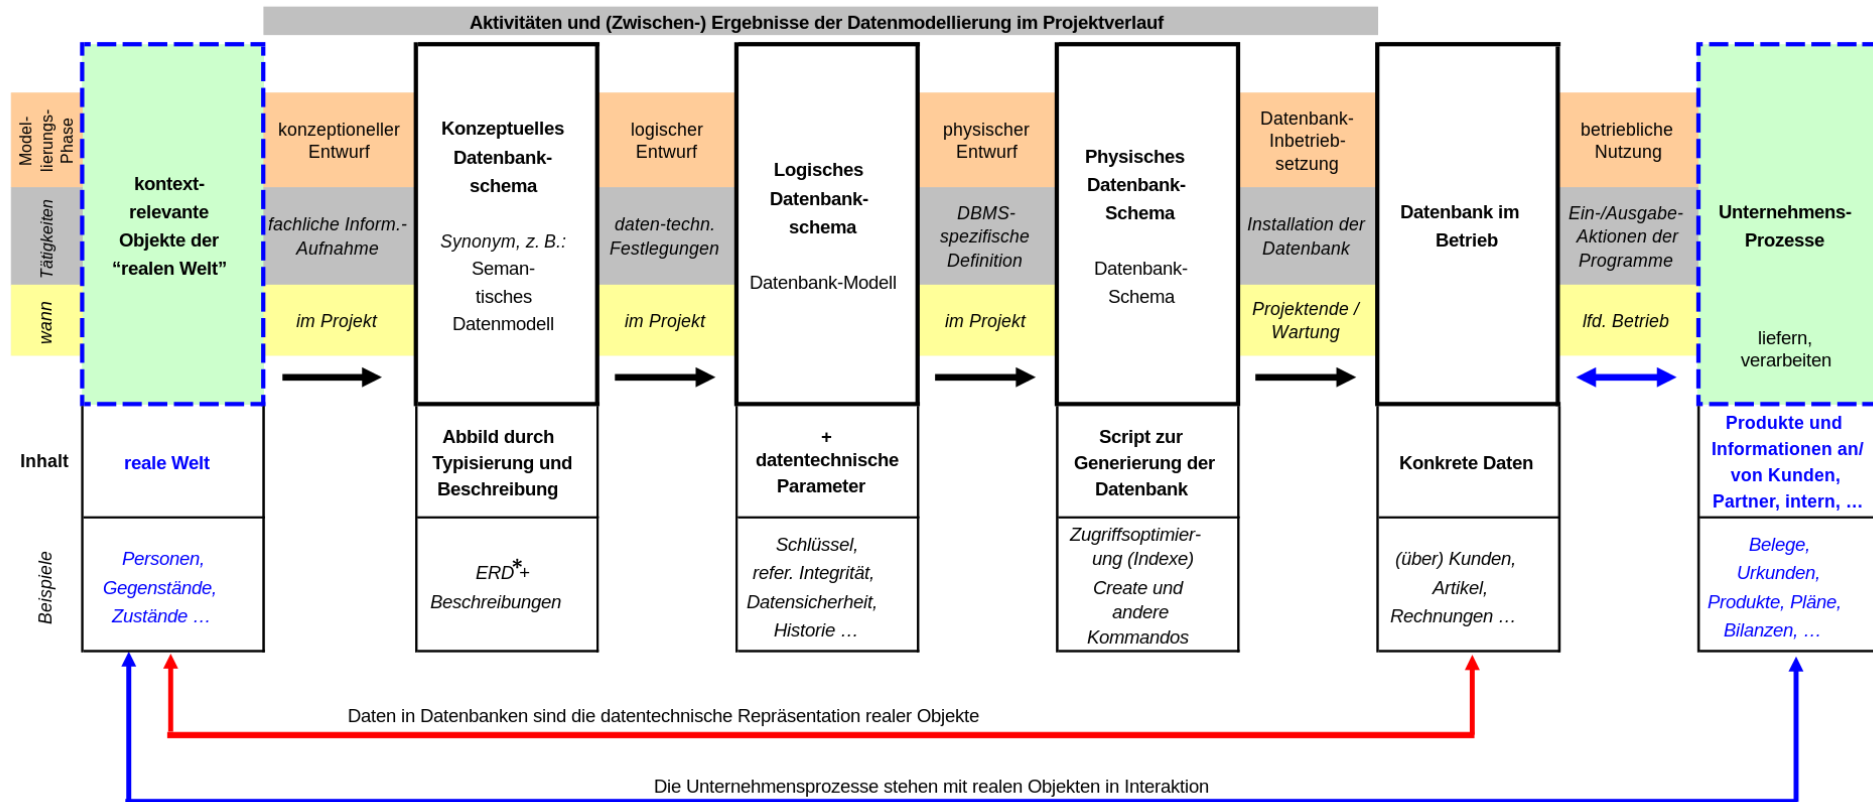 Aktivitäten und (Zwischen-) Ergebnisse der Datenmodellierung im Projektverlauf
Model-
lierungs-
Phase
Tätigkeiten
wann
kontext-
relevante
Objekte der
“realen Welt”
konzeptioneller
Entwurf
fachliche Inform.-
Aufnahme
im Projekt
Konzeptuelles
Datenbank-
schema
Synonym, z. B.:
Seman-
tisches
Datenmodell
logischer
Entwurf
daten-techn.
Festlegungen
im Projekt
Logisches
Datenbank-
schema
Datenbank-Modell
physischer
Entwurf
DBMS-
spezifische
Definition
im Projekt
Physisches
Datenbank-
Schema
Datenbank-
Schema
Datenbank-
Inbetrieb-
setzung
Installation der
Datenbank
Projektende /
Wartung
Datenbank im
Betrieb
betriebliche
Nutzung
Ein-/Ausgabe-
Aktionen der
Programme
lfd. Betrieb
Unternehmens-
Prozesse
liefern,
verarbeiten
Inhalt
reale Welt
Abbild durch
Typisierung und
Beschreibung
+
datentechnische
Parameter
Script zur
Generierung der
Datenbank
Konkrete Daten
Produkte und
Informationen an/
von Kunden,
Partner, intern, …
Beispiele
Personen,
Gegenstände,
Zustände …
ERD*+
Beschreibungen
Schlüssel,
refer. Integrität,
Datensicherheit,
Historie …
Zugriffsoptimier-
ung (Indexe)
Create und
andere
Kommandos
(über) Kunden,
Artikel,
Rechnungen …
Belege,
Urkunden,
Produkte, Pläne,
Bilanzen, …
Daten in Datenbanken sind die datentechnische Repräsentation realer Objekte
Die Unternehmensprozesse stehen mit realen Objekten in Interaktion